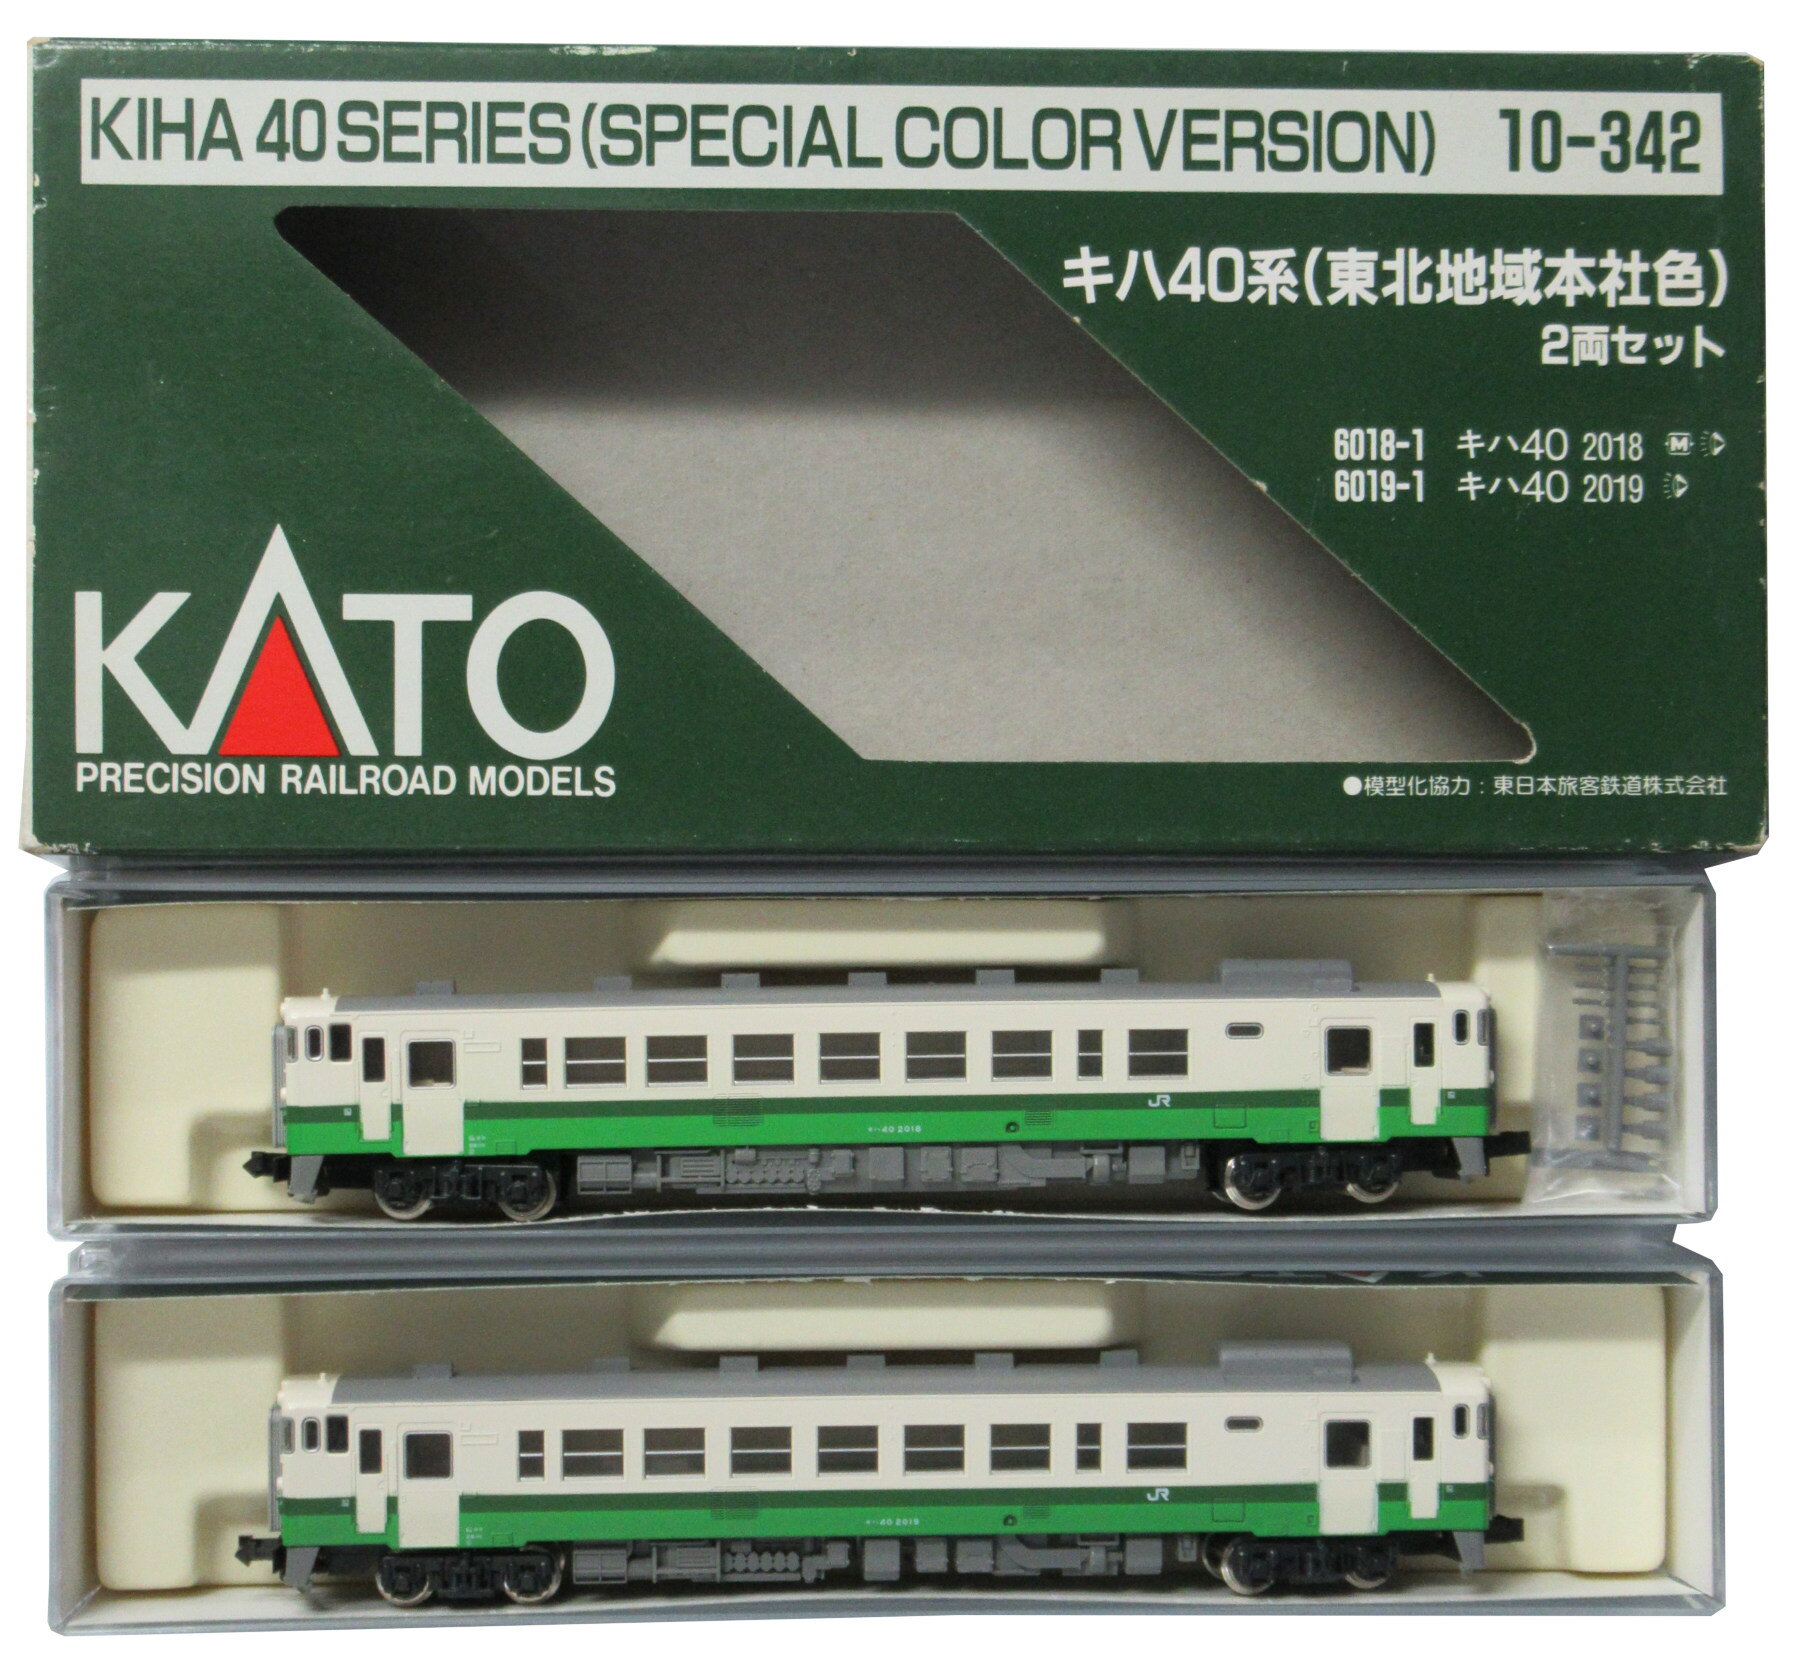 KIHA 40 SERIES (SPECIAL COLOR VERSION) 10-342
キハ40系(東北地域本社色)
2両セット
6018-1 キハ40 2018 M
6019-1 キハ40 2019
KATO
PRECISION RAILROAD MODELS
●模型化協力:東日本旅客鉄道株式会社
JR
キハ40 2018
JR
キハ40 2019